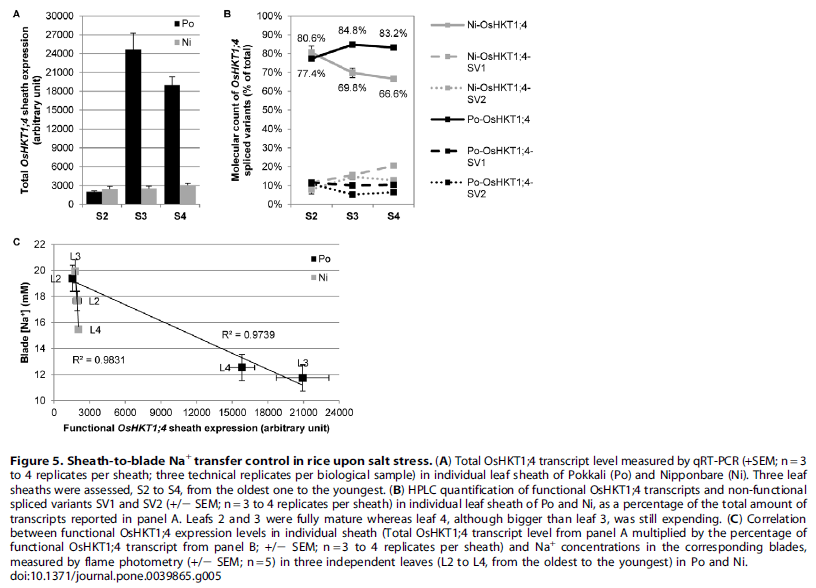 A
Total OsHKT1;4 sheath expression
(arbitrary unit)
33000
30000
27000
24000
21000
18000
15000
12000
9000
6000
3000
0
Po
Ni
S2
S3
S4
B
Molecular count of OsHKT1;4
spliced variants (% of total)
100%
90%
80%
70%
60%
50%
40%
30%
20%
10%
0%
80.6%
84.8%
83.2%
77.4%
69.8%
66.6%
S2
S3
S4
Ni-OsHKT1;4
Ni-OsHKT1;4-
SV1
Ni-OsHKT1;4-
SV2
Po-OsHKT1;4
Po-OsHKT1;4-
SV1
Po-OsHKT1;4-
SV2
C
Blade [Na⁺] (mM)
22
20
18
16
14
12
10
L3
L2
L2
L4
R² = 0.9831
R² = 0.9739
L4
L3
Po
Ni
0
3000
6000
9000
12000
15000
18000
21000
24000
Functional OsHKT1;4 sheath expression (arbitrary unit)
Figure 5. Sheath-to-blade Na⁺ transfer control in rice upon salt stress. (A) Total OsHKT1;4 transcript level measured by qRT-PCR (+SEM; n = 3
to 4 replicates per sheath; three technical replicates per biological sample) in individual leaf sheath of Pokkali (Po) and Nipponbare (Ni). Three leaf
sheaths were assessed, S2 to S4, from the oldest one to the youngest. (B) HPLC quantification of functional OsHKT1;4 transcripts and non-functional
spliced variants SV1 and SV2 (+/− SEM; n = 3 to 4 replicates per sheath) in individual leaf sheath of Po and Ni, as a percentage of the total amount of
transcripts reported in panel A. Leafs 2 and 3 were fully mature whereas leaf 4, although bigger than leaf 3, was still expending. (C) Correlation
between functional OsHKT1;4 expression levels in individual sheath (Total OsHKT1;4 transcript level from panel A multiplied by the percentage of
functional OsHKT1;4 transcript from panel B; +/− SEM; n = 3 to 4 replicates per sheath) and Na⁺ concentrations in the corresponding blades,
measured by flame photometry (+/− SEM; n = 5) in three independent leaves (L2 to L4, from the oldest to the youngest) in Po and Ni.
doi:10.1371/journal.pone.0039865.g005